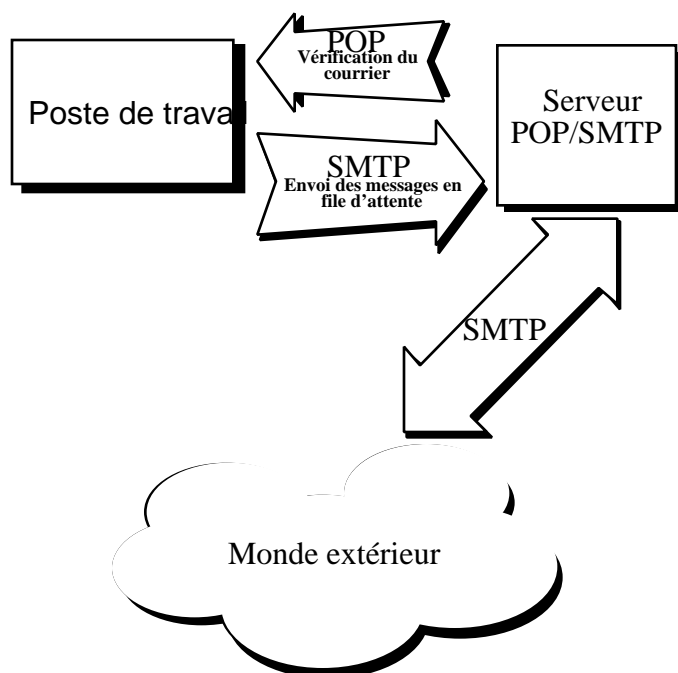 POP
Vérification du
courrier
Poste de travail
Serveur
POP/SMTP
SMTP
Envoi des messages en
file d'attente
SMTP
Monde extérieur